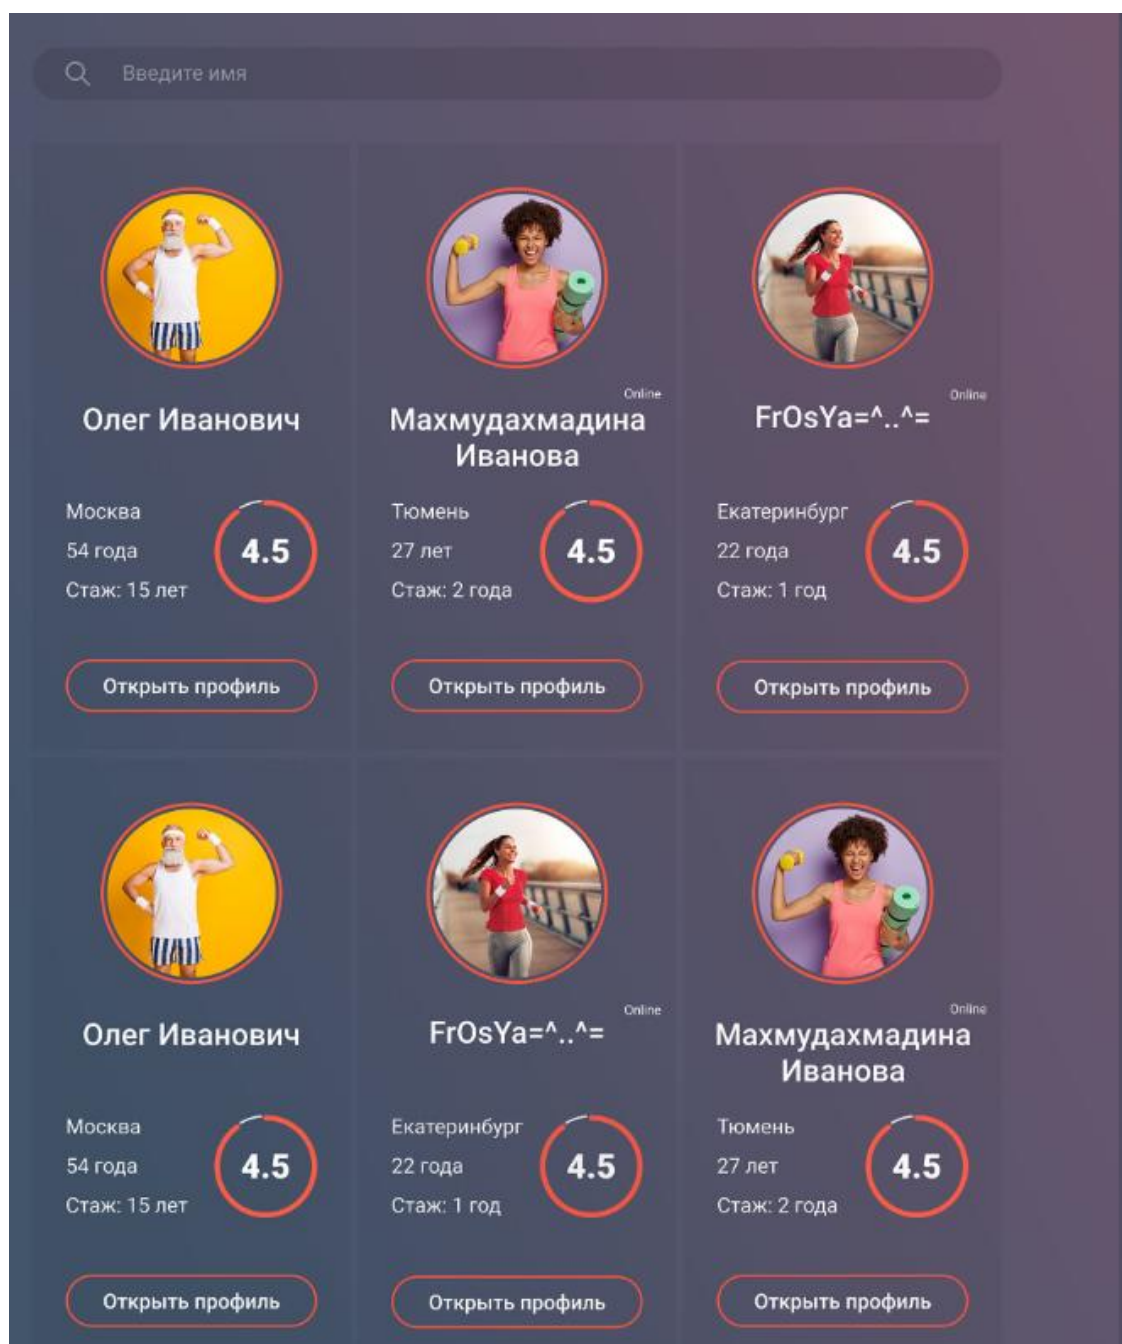 Введите имя
Олег Иванович
Москва
54 года
Стаж: 15 лет
4.5
Открыть профиль
Online
Махмудахмадина
Иванова
Тюмень
27 лет
Стаж: 2 года
4.5
Открыть профиль
Online
FrOsYa=^..^=
Екатеринбург
22 года
Стаж: 1 год
4.5
Открыть профиль
Олег Иванович
Москва
54 года
Стаж: 15 лет
4.5
Открыть профиль
Online
FrOsYa=^..^=
Екатеринбург
22 года
Стаж: 1 год
4.5
Открыть профиль
Online
Махмудахмадина
Иванова
Тюмень
27 лет
Стаж: 2 года
4.5
Открыть профиль